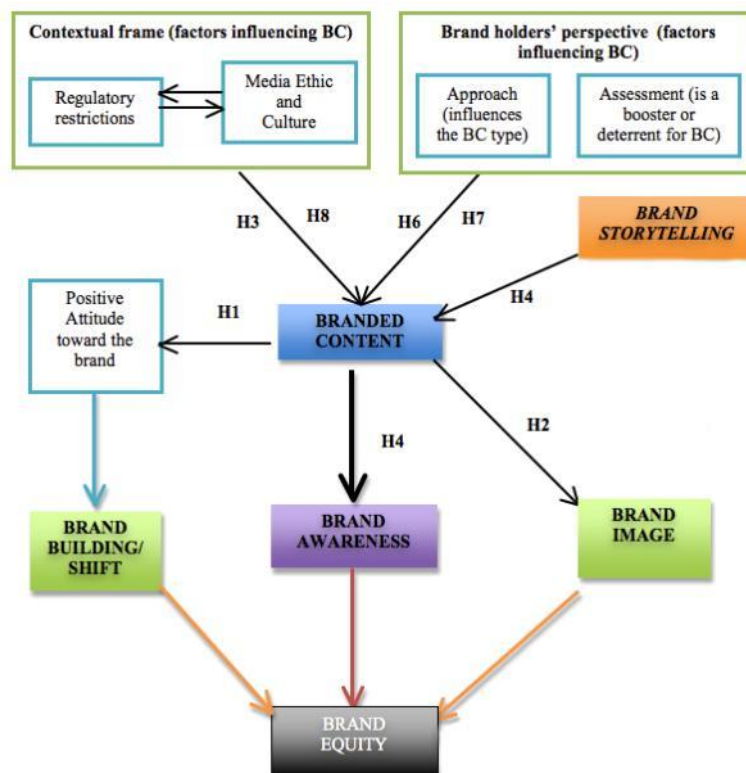 Contextual frame (factors influencing BC)
Regulatory
restrictions
Media Ethic
and
Culture
Brand holders' perspective (factors
influencing BC)
Approach
(influences
the BC type)
Assessment (is a
booster or
deterrent for BC)
H3
H8
H6
H7
BRAND
STORYTELLING
H4
Positive
Attitude
toward the
brand
H1
BRANDED
CONTENT
H4
H2
BRAND
BUILDING/
SHIFT
BRAND
AWARENESS
BRAND
IMAGE
BRAND
EQUITY